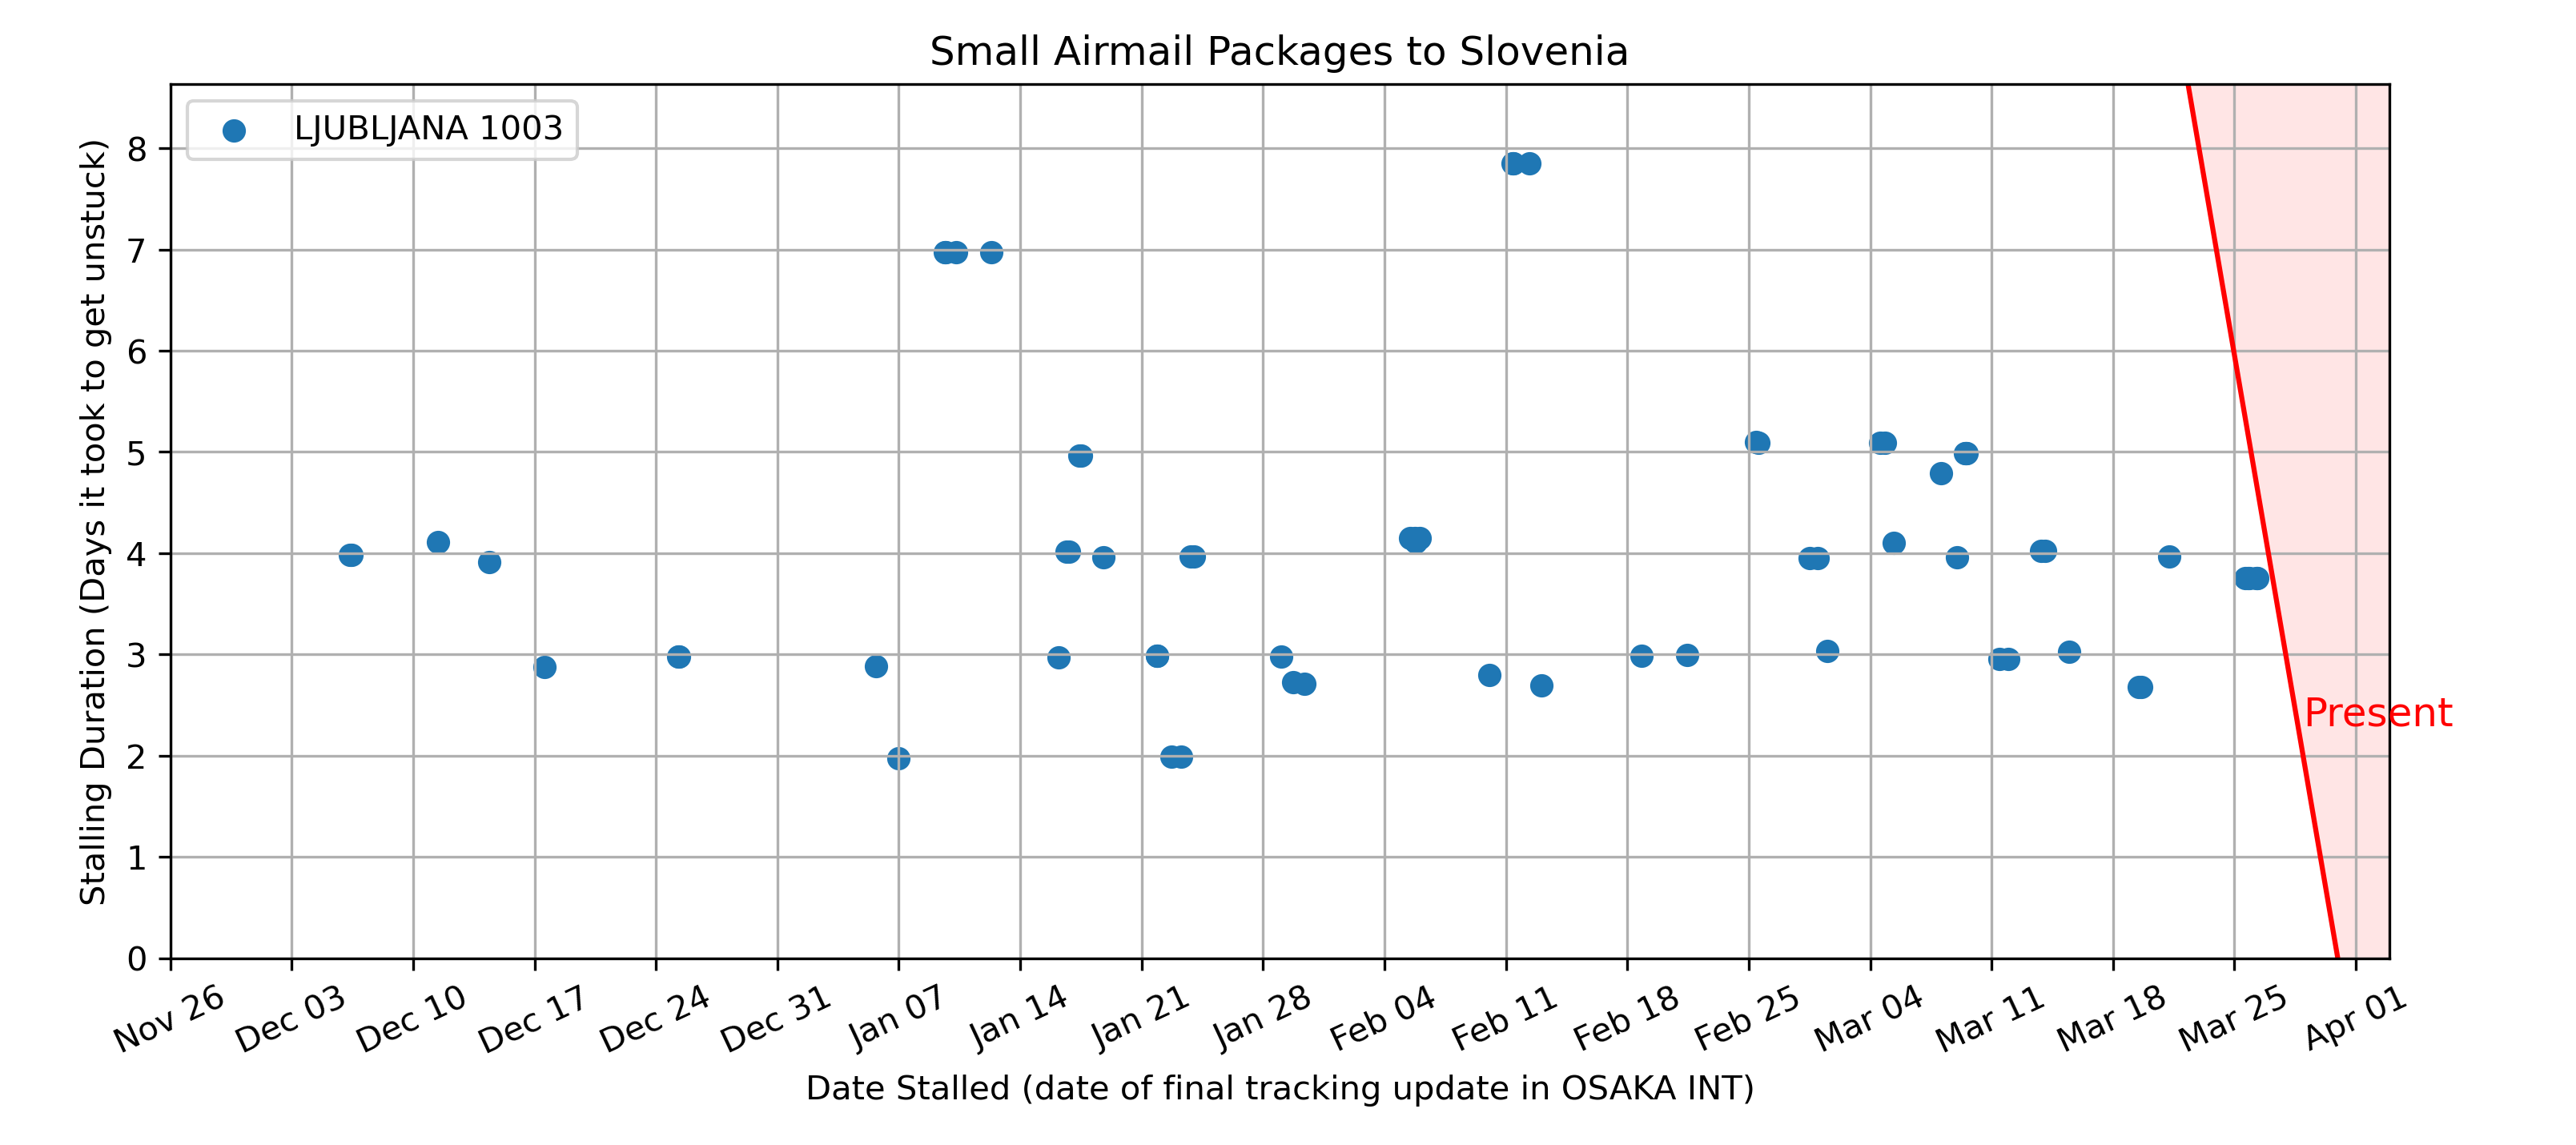 Small Airmail Packages to Slovenia
LJUBLJANA 1003
Stalling Duration (Days it took to get unstuck)
8
7
6
5
4
3
2
1
0
Present
Nov 26
Dec 03
Dec 10
Dec 17
Dec 24
Dec 31
Jan 07
Jan 14
Jan 21
Jan 28
Feb 04
Feb 11
Feb 18
Feb 25
Mar 04
Mar 11
Mar 18
Mar 25
Apr 01
Date Stalled (date of final tracking update in OSAKA INT)